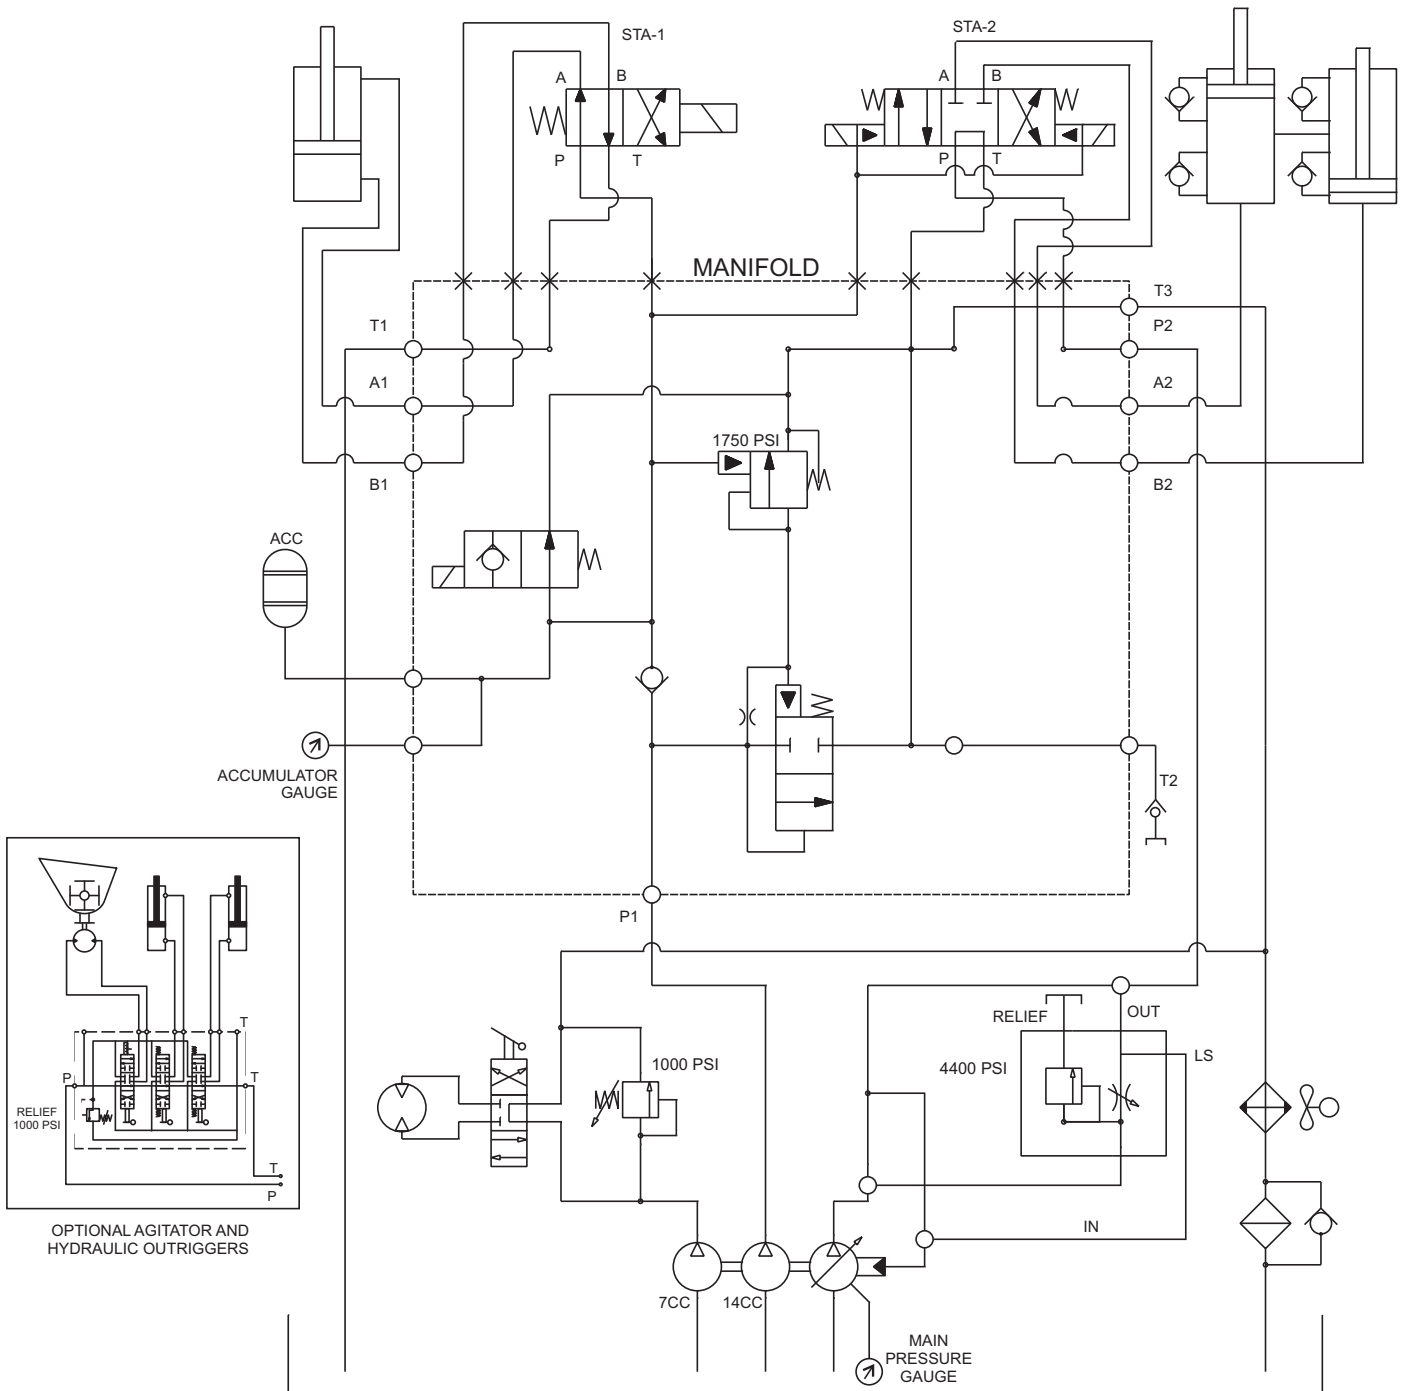 STA-1
STA-2
A
B
P
T
A
B
P
T
MANIFOLD
T1
A1
B1
T3
P2
A2
B2
1750 PSI
ACC
ACCUMULATOR
GAUGE
T2
P1
RELIEF
OUT
LS
4400 PSI
1000 PSI
IN
7CC
14CC
MAIN
PRESSURE
GAUGE
T
P
T
RELIEF
1000 PSI
T
P
OPTIONAL AGITATOR AND
HYDRAULIC OUTRIGGERS